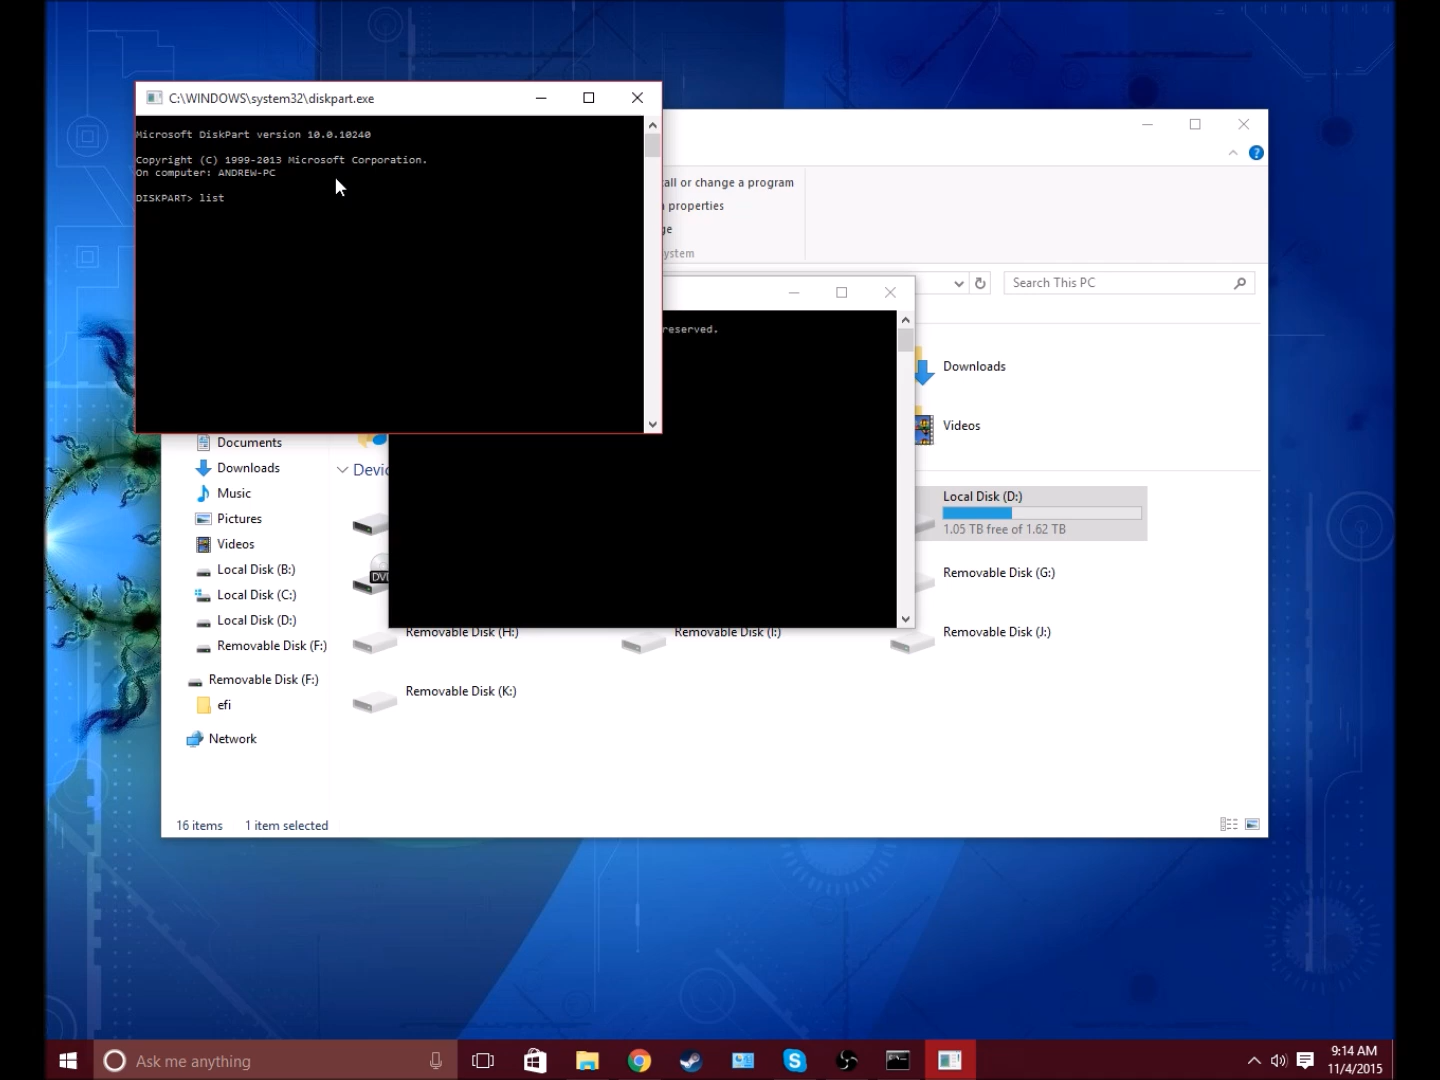 C:\WINDOWS\system32\diskpart.exe
Microsoft DiskPart version 10.0.10240
Copyright (C) 1999-2013 Microsoft Corporation.
On computer: ANDREW-PC
DISKPART> list
all or change a program
properties
ge
ystem
Search This PC
reserved.
Downloads
Videos
Documents
Downloads
Music
Pictures
Videos
Local Disk (B:)
Local Disk (C:)
Local Disk (D:)
Removable Disk (F:)
Removable Disk (F:)
efi
Network
Devic
DVD
Local Disk (D:)
1.05 TB free of 1.62 TB
Removable Disk (G:)
Removable Disk (H:)
Removable Disk (I:)
Removable Disk (J:)
Removable Disk (K:)
16 items
1 item selected
Ask me anything
9:14 AM
11/4/2015